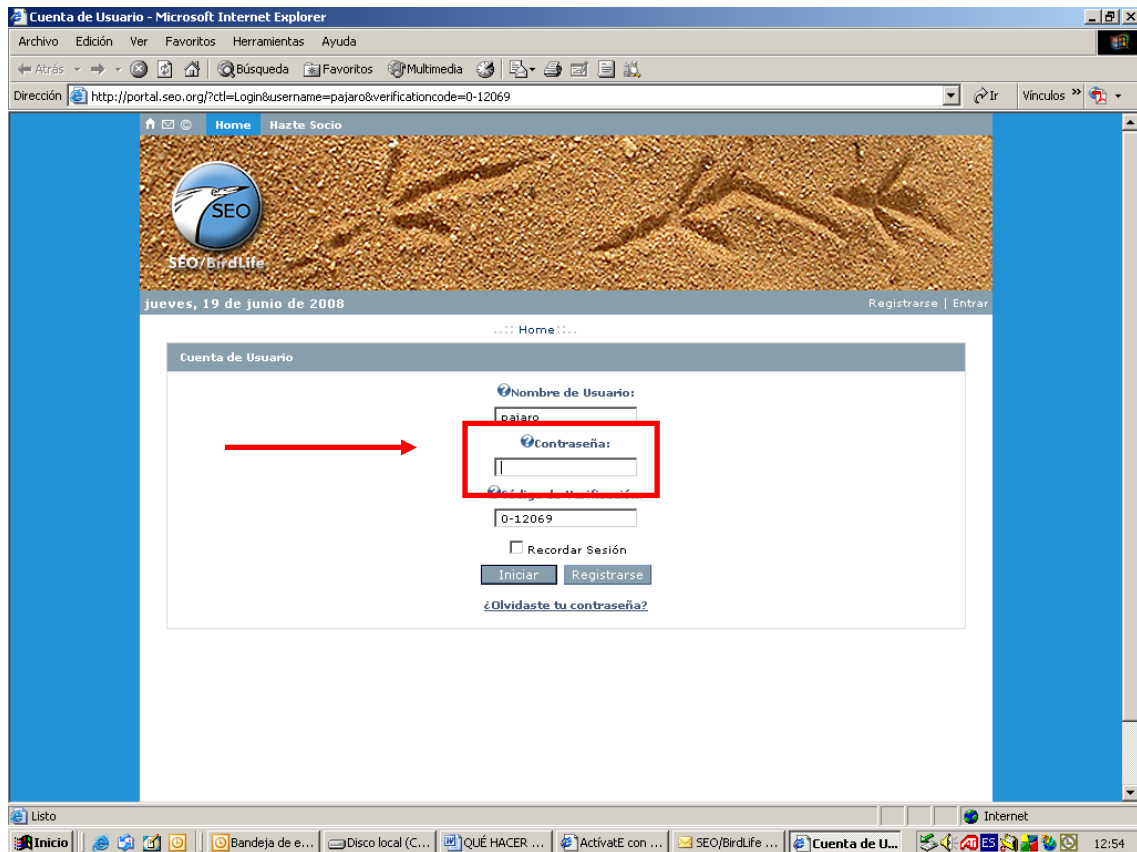 Cuenta de Usuario - Microsoft Internet Explorer
Archivo Edición Ver Favoritos Herramientas Ayuda
Atrás Búsqueda Favoritos Multimedia
Dirección http://portal.seo.org/?ctl=Login&username=pajaro&verificationcode=0-12069 Ir Vínculos »
Home Hazte Socio
SEO
SEO/BirdLife
jueves, 19 de junio de 2008 Registrarse | Entrar
..:: Home::..
Cuenta de Usuario
Nombre de Usuario:
pajaro
Contraseña:
Código de Verificación:
0-12069
Recordar Sesión
Iniciar Registrarse
¿Olvidaste tu contraseña?
Listo Internet
Inicio Bandeja de e... Disco local (C... QUÉ HACER ... ActívatE con ... SEO/BirdLife ... Cuenta de U... ES 12:54